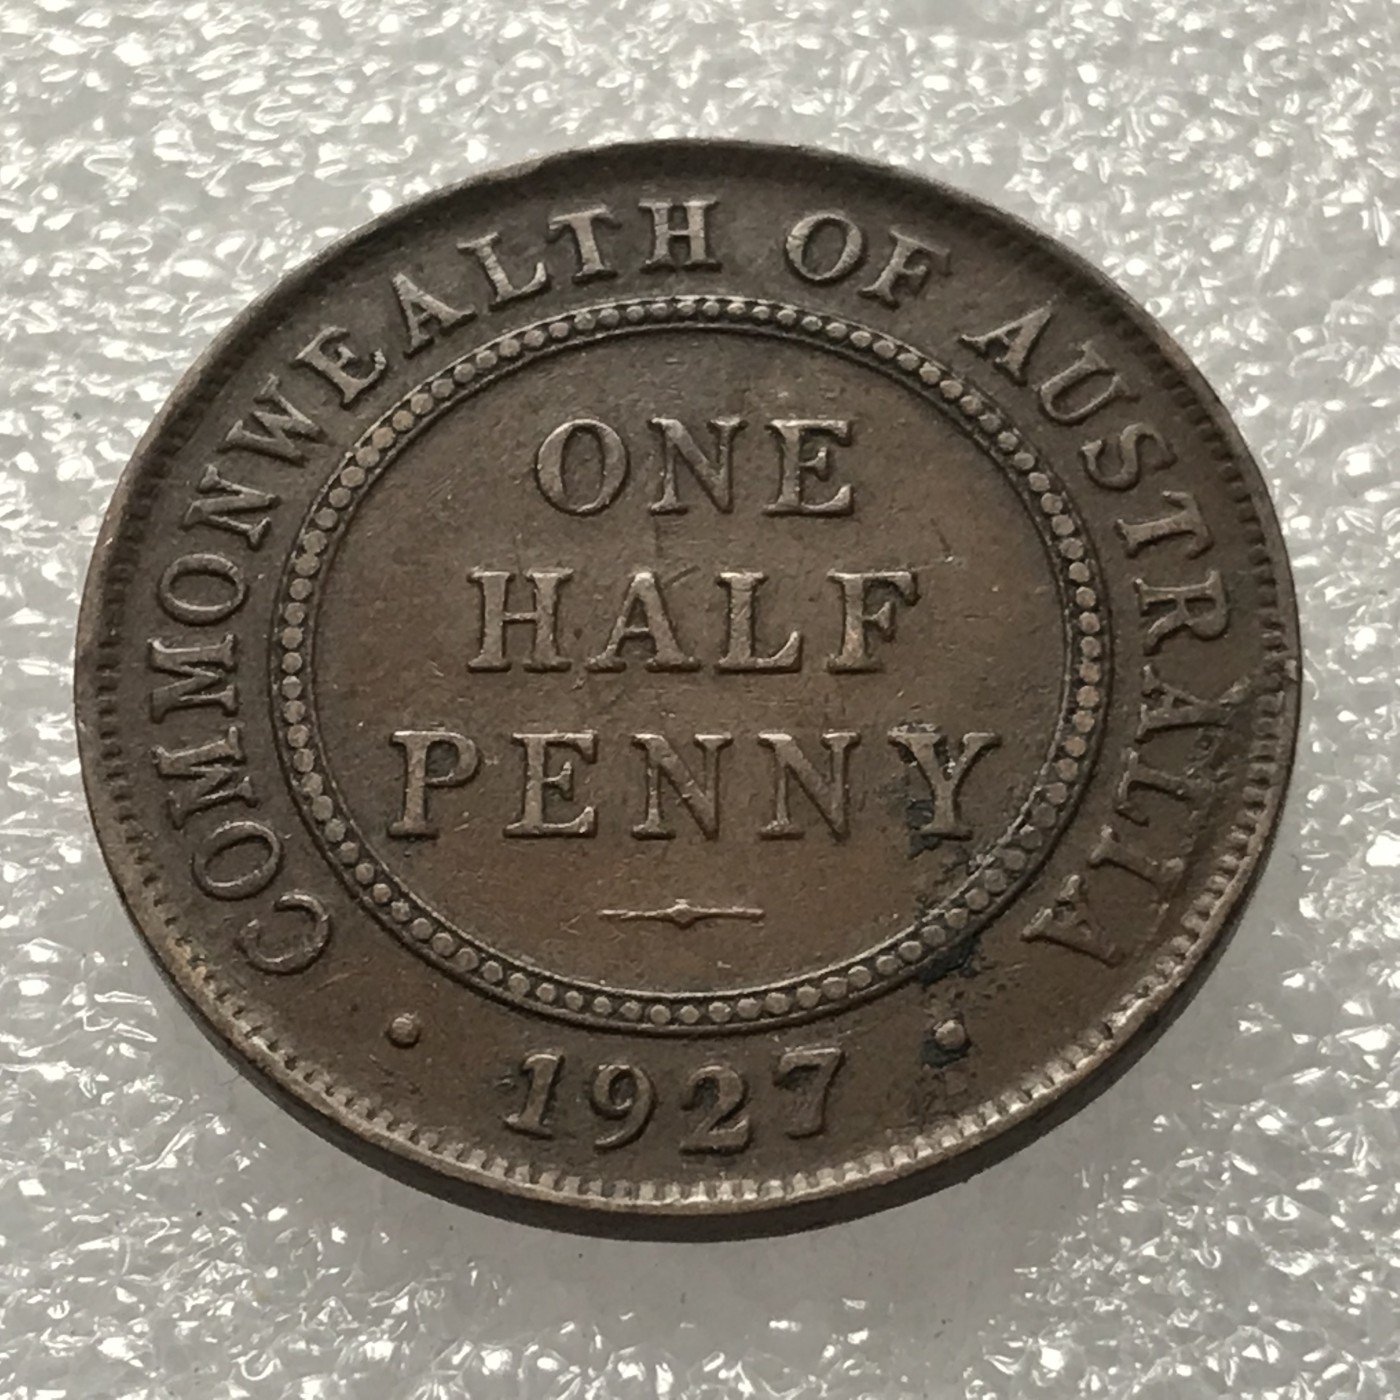 COMMONWEALTH OF AUSTRALIA
ONE
HALF
PENNY
1927